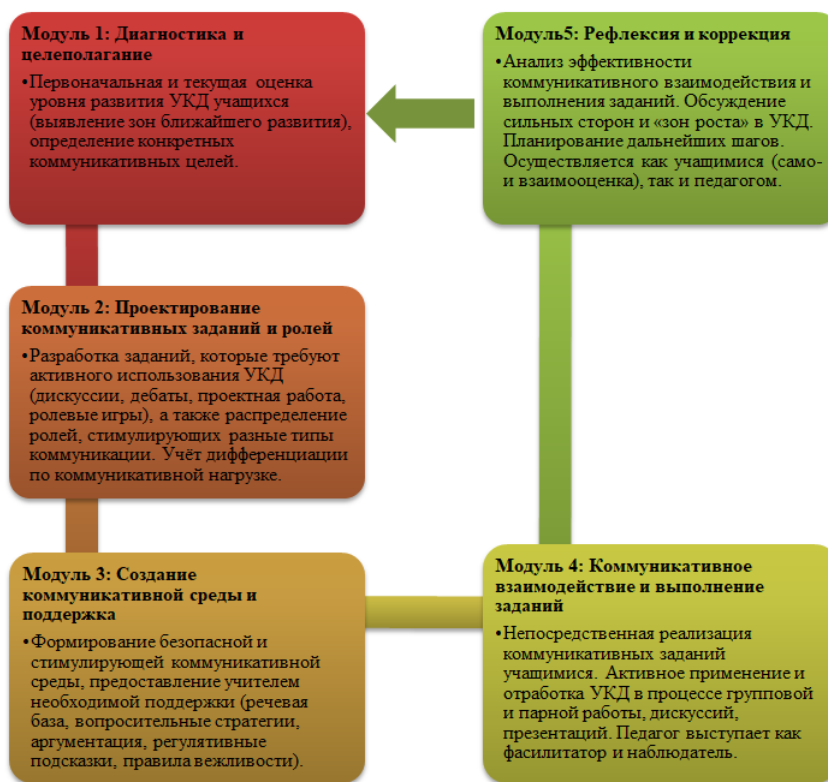 Модуль 1: Диагностика и
целеполагание
•Первоначальная и текущая оценка
уровня развития УКД учащихся
(выявление зон ближайшего развития),
определение конкретных
коммуникативных целей.
Модуль 2: Проектирование
коммуникативных заданий и ролей
•Разработка заданий, которые требуют
активного использования УКД
(дискуссии, дебаты, проектная работа,
ролевые игры), а также распределение
ролей, стимулирующих разные типы
коммуникации. Учёт дифференциации
по коммуникативной нагрузке.
Модуль 3: Создание
коммуникативной среды и
поддержка
•Формирование безопасной и
стимулирующей коммуникативной
среды, предоставление учителем
необходимой поддержки (речевая
база, вопросительные стратегии,
аргументация, регулятивные
подсказки, правила вежливости).
Модуль 4: Коммуникативное
взаимодействие и выполнение
заданий
•Непосредственная реализация
коммуникативных заданий
учащимися. Активное применение и
отработка УКД в процессе групповой
и парной работы, дискуссий,
презентаций. Педагог выступает как
фасилитатор и наблюдатель.
Модуль5: Рефлексия и коррекция
•Анализ эффективности
коммуникативного взаимодействия и
выполнения заданий. Обсуждение
сильных сторон и «зон роста» в УКД.
Планирование дальнейших шагов.
Осуществляется как учащимися (само-
и взаимооценка), так и педагогом.